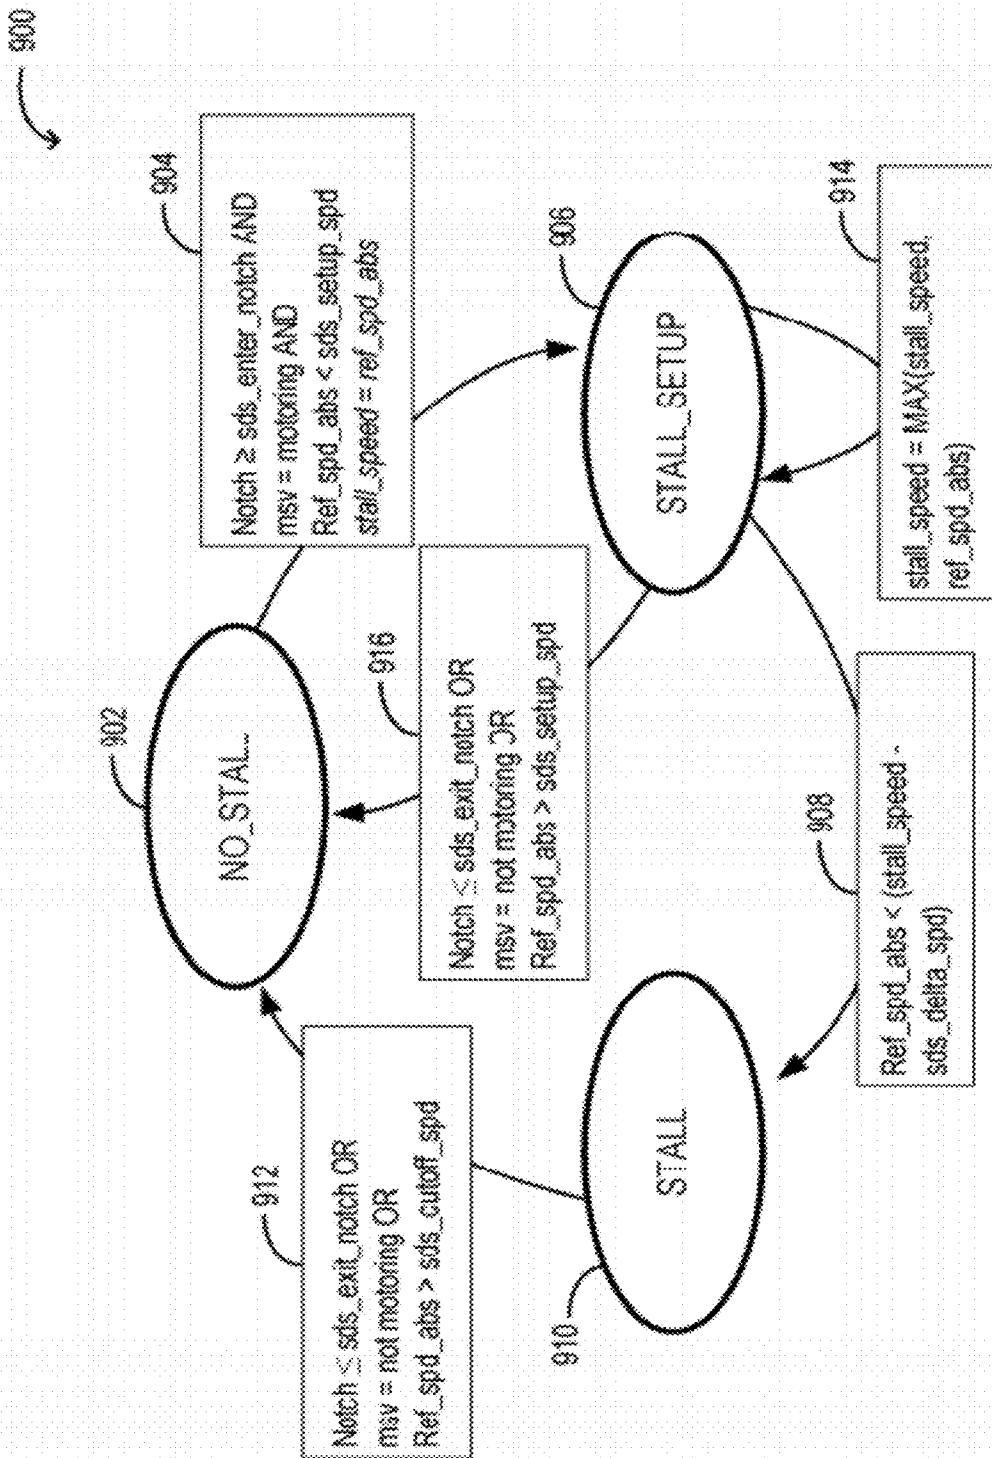 900
902
NO_STAL..
904
Notch ≥ sds_enter_notch AND
msv = motoring AND
Ref_spd_abs < sds_setup_spd
stall_speed = ref_spd_abs
912
Notch ≤ sds_exit_notch OR
msv = not motoring OR
Ref_spd_abs > sds_cutoff_spd
916
Notch ≤ sds_exit_notch OR
msv = not motoring OR
Ref_spd_abs > sds_setup_spd
906
STALL_SETUP
910
STALL
908
Ref_spd_abs < (stall_speed -
sds_delta_spd)
914
stall_speed = MAX(stall_speed,
ref_spd_abs)